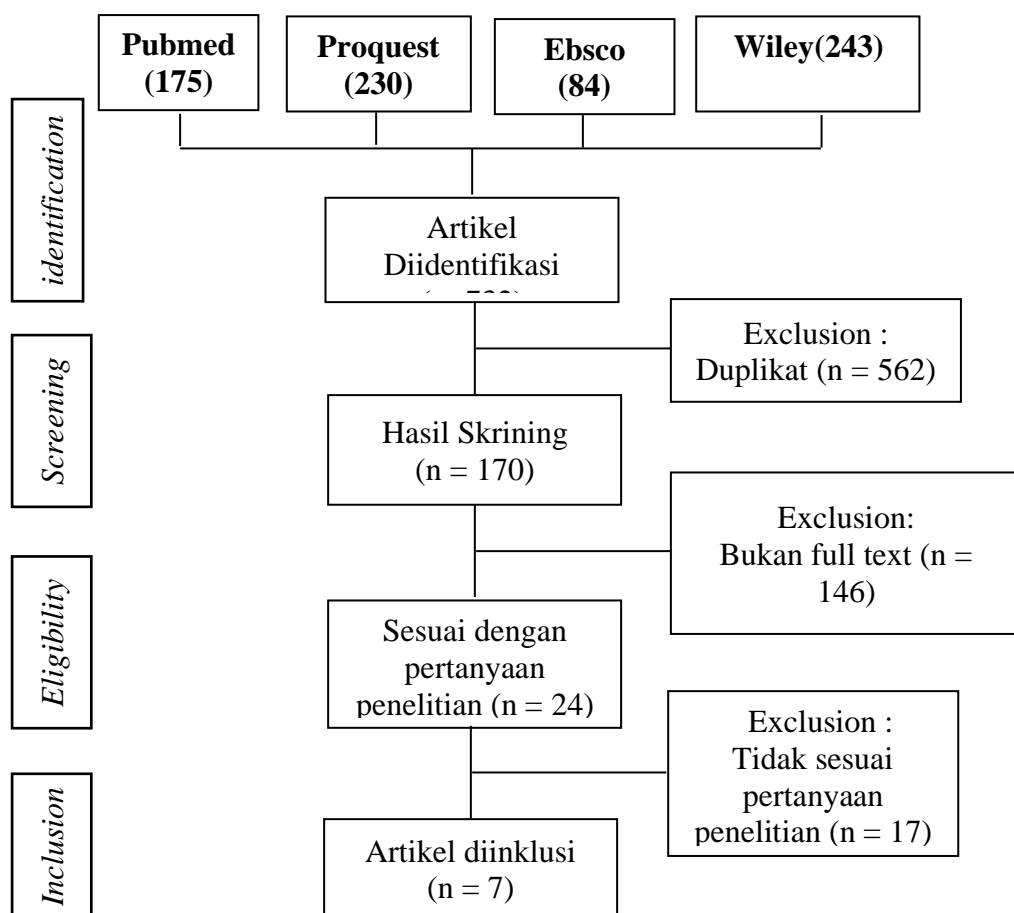 Pubmed
(175)
Proquest
(230)
Ebsco
(84)
Wiley(243)
identification
Artikel
Diidentifikasi
Exclusion :
Duplikat (n = 562)
Screening
Hasil Skrining
(n = 170)
Exclusion:
Bukan full text (n =
146)
Eligibility
Sesuai dengan
pertanyaan
penelitian (n = 24)
Exclusion :
Tidak sesuai
pertanyaan
penelitian (n = 17)
Inclusion
Artikel diinklusi
(n = 7)